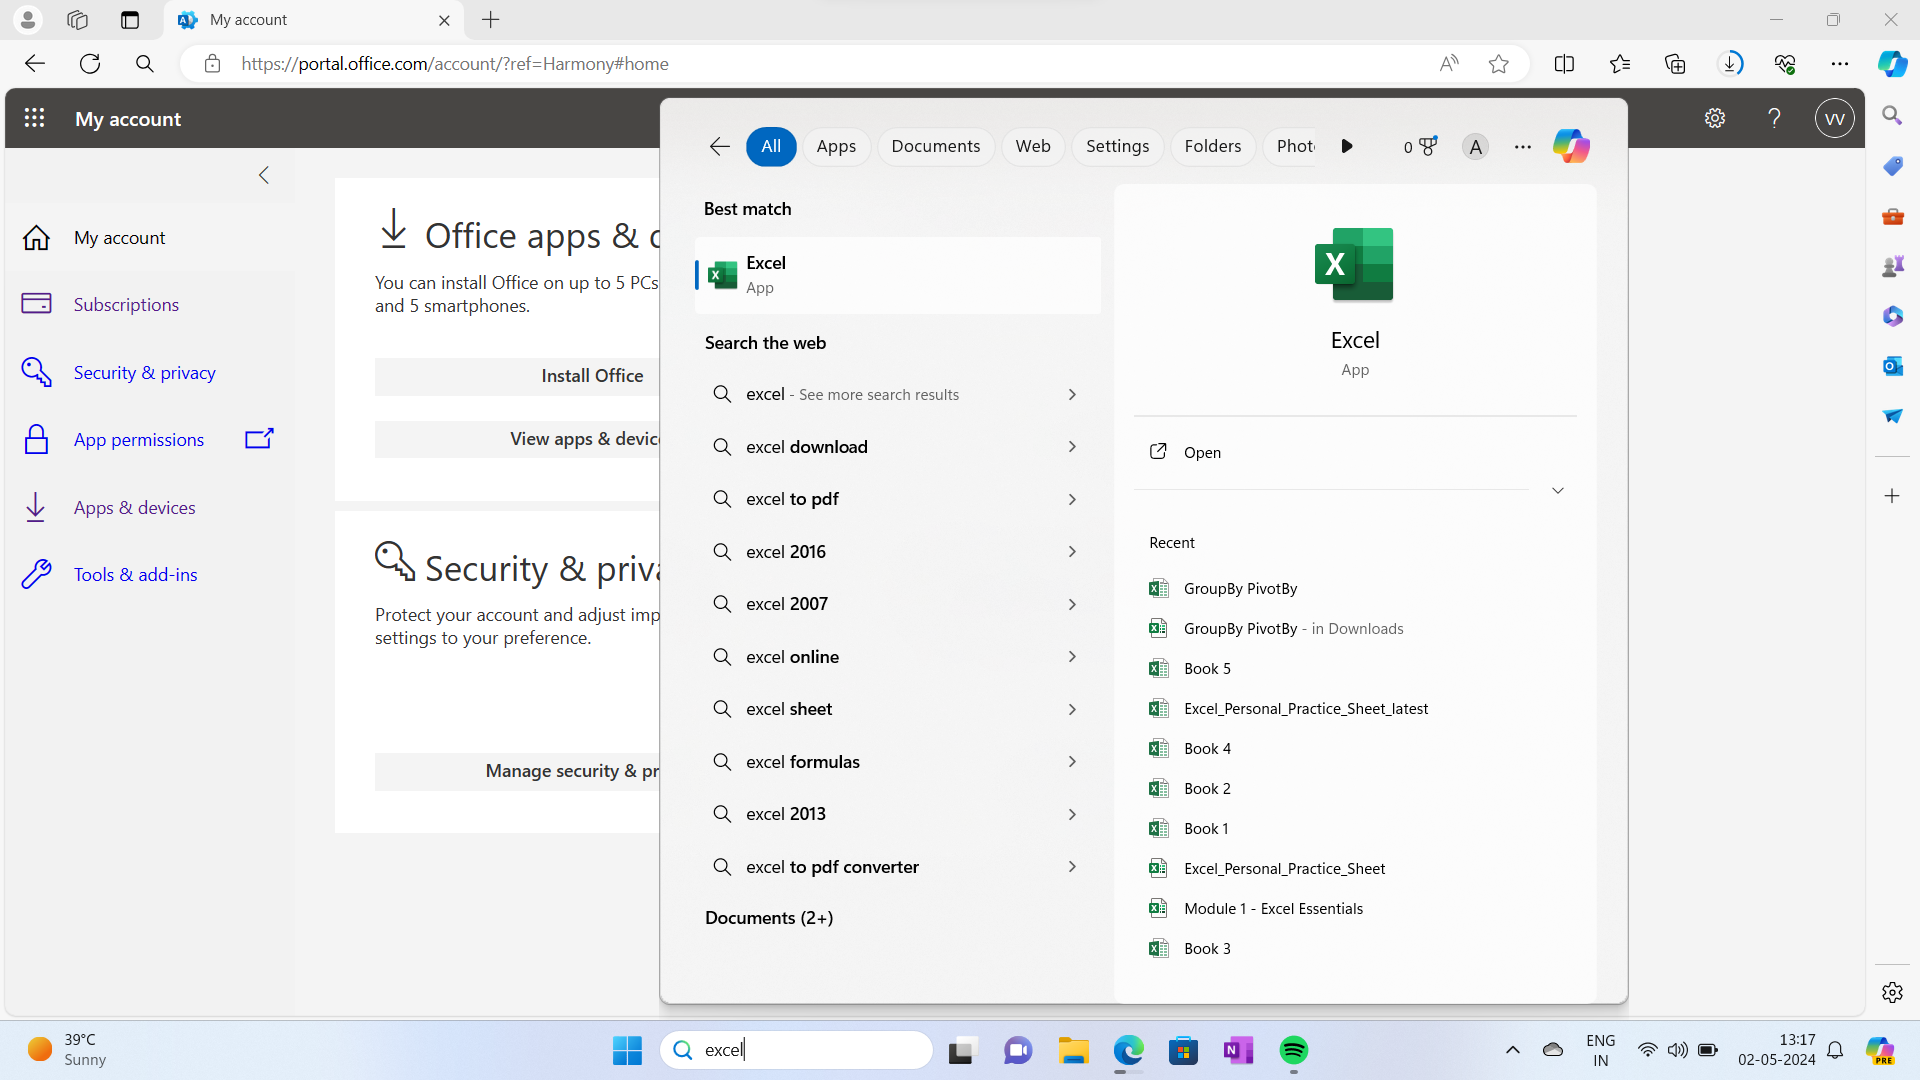 My account
https://portal.office.com/account/?ref=Harmony#home
My account
VV
My account
Subscriptions
Security & privacy
App permissions
Apps & devices
Tools & add-ins
Office apps &
You can install Office on up to 5 PCs
and 5 smartphones.
Install Office
View apps &
Security &
Protect your account and adjust
settings to your preference.
Manage security &
All
Apps
Documents
Web
Settings
Folders
0
A
Best match
Excel
App
Search the web
excel - See more search results
excel download
excel to pdf
excel 2016
excel 2007
excel online
excel sheet
excel formulas
excel 2013
excel to pdf converter
Documents (2+)
Excel
App
Open
Recent
GroupBy PivotBy
GroupBy PivotBy - in Downloads
Book 5
Excel_Personal_Practice_Sheet_latest
Book 4
Book 2
Book 1
Excel_Personal_Practice_Sheet
Module 1 - Excel Essentials
Book 3
39°C
Sunny
excel
ENG
IN
13:17
02-05-2024
PRE